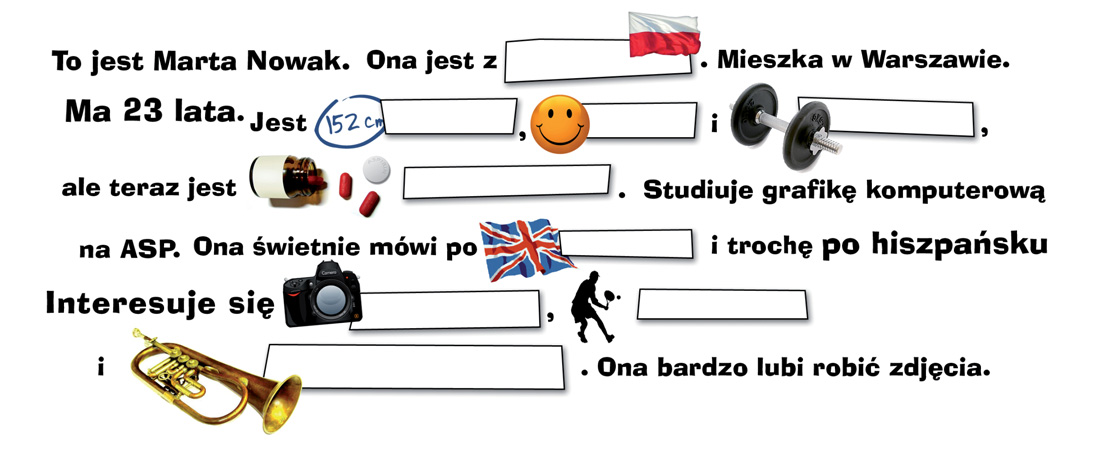 To jest Marta Nowak. Ona jest z . Mieszka w Warszawie.
Ma 23 lata. Jest 152 cm , i ,
ale teraz jest . Studiuje grafikę komputerową
na ASP. Ona świetnie mówi po i trochę po hiszpańsku
Interesuje się ,
i . Ona bardzo lubi robić zdjęcia.